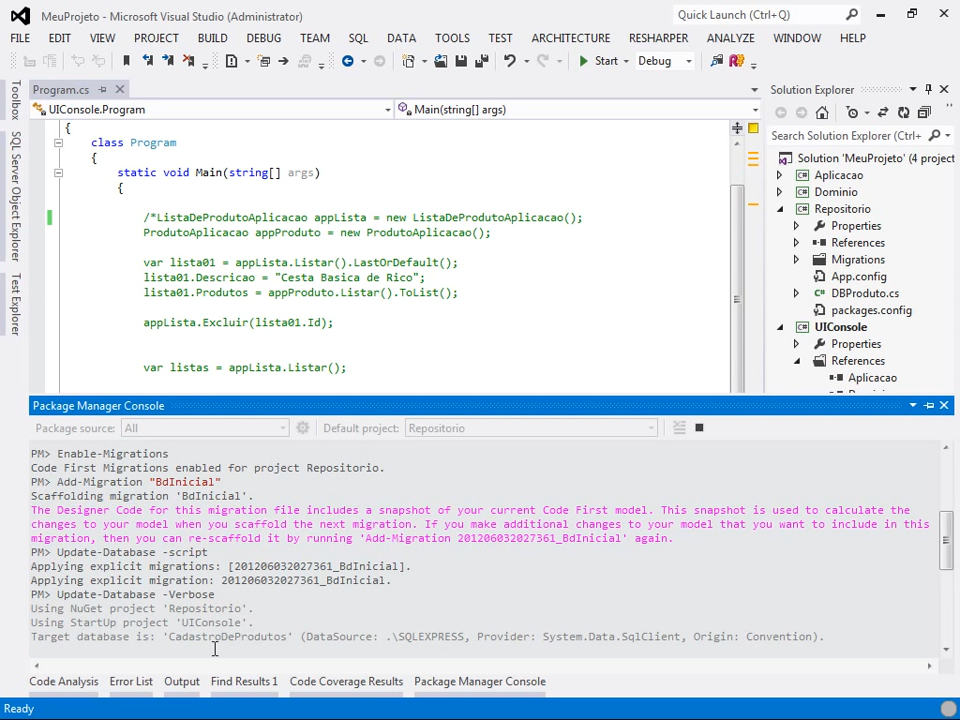 MeuProjeto - Microsoft Visual Studio (Administrator)
Quick Launch (Ctrl+Q)
FILE EDIT VIEW PROJECT BUILD DEBUG TEAM SQL DATA TOOLS TEST ARCHITECTURE RESHARPER ANALYZE WINDOW HELP
Start Debug
Program.cs
UIConsole.Program Main(string[] args)
{
class Program
{
static void Main(string[] args)
{
/*ListaDeProdutoAplicacao appLista = new ListaDeProdutoAplicacao();
ProdutoAplicacao appProduto = new ProdutoAplicacao();
var lista01 = appLista.Listar().LastOrDefault();
lista01.Descricao = "Cesta Basica de Rico";
lista01.Produtos = appProduto.Listar().ToList();
appLista.Excluir(lista01.Id);
var listas = appLista.Listar();
Toolbox
SQL Server Object Explorer
Test Explorer
Solution Explorer
Search Solution Explorer (Ctrl+
Solution 'MeuProjeto' (4 project
Aplicacao
Dominio
Repositorio
Properties
References
Migrations
App.config
DBProduto.cs
packages.config
UIConsole
Properties
References
Aplicacao
Package Manager Console
Package source: All Default project: Repositorio
PM> Enable-Migrations
Code First Migrations enabled for project Repositorio.
PM> Add-Migration "BdInicial"
Scaffolding migration 'BdInicial'.
The Designer Code for this migration file includes a snapshot of your current Code First model. This snapshot is used to calculate the
changes to your model when you scaffold the next migration. If you make additional changes to your model that you want to include in this
migration, then you can re-scaffold it by running 'Add-Migration 201206032027361_BdInicial' again.
PM> Update-Database -script
Applying explicit migrations: [201206032027361_BdInicial].
Applying explicit migration: 201206032027361_BdInicial.
PM> Update-Database -Verbose
Using NuGet project 'Repositorio'.
Using StartUp project 'UIConsole'.
Target database is: 'CadastroDeProdutos' (DataSource: .\SQLEXPRESS, Provider: System.Data.SqlClient, Origin: Convention).
Code Analysis Error List Output Find Results 1 Code Coverage Results Package Manager Console
Ready